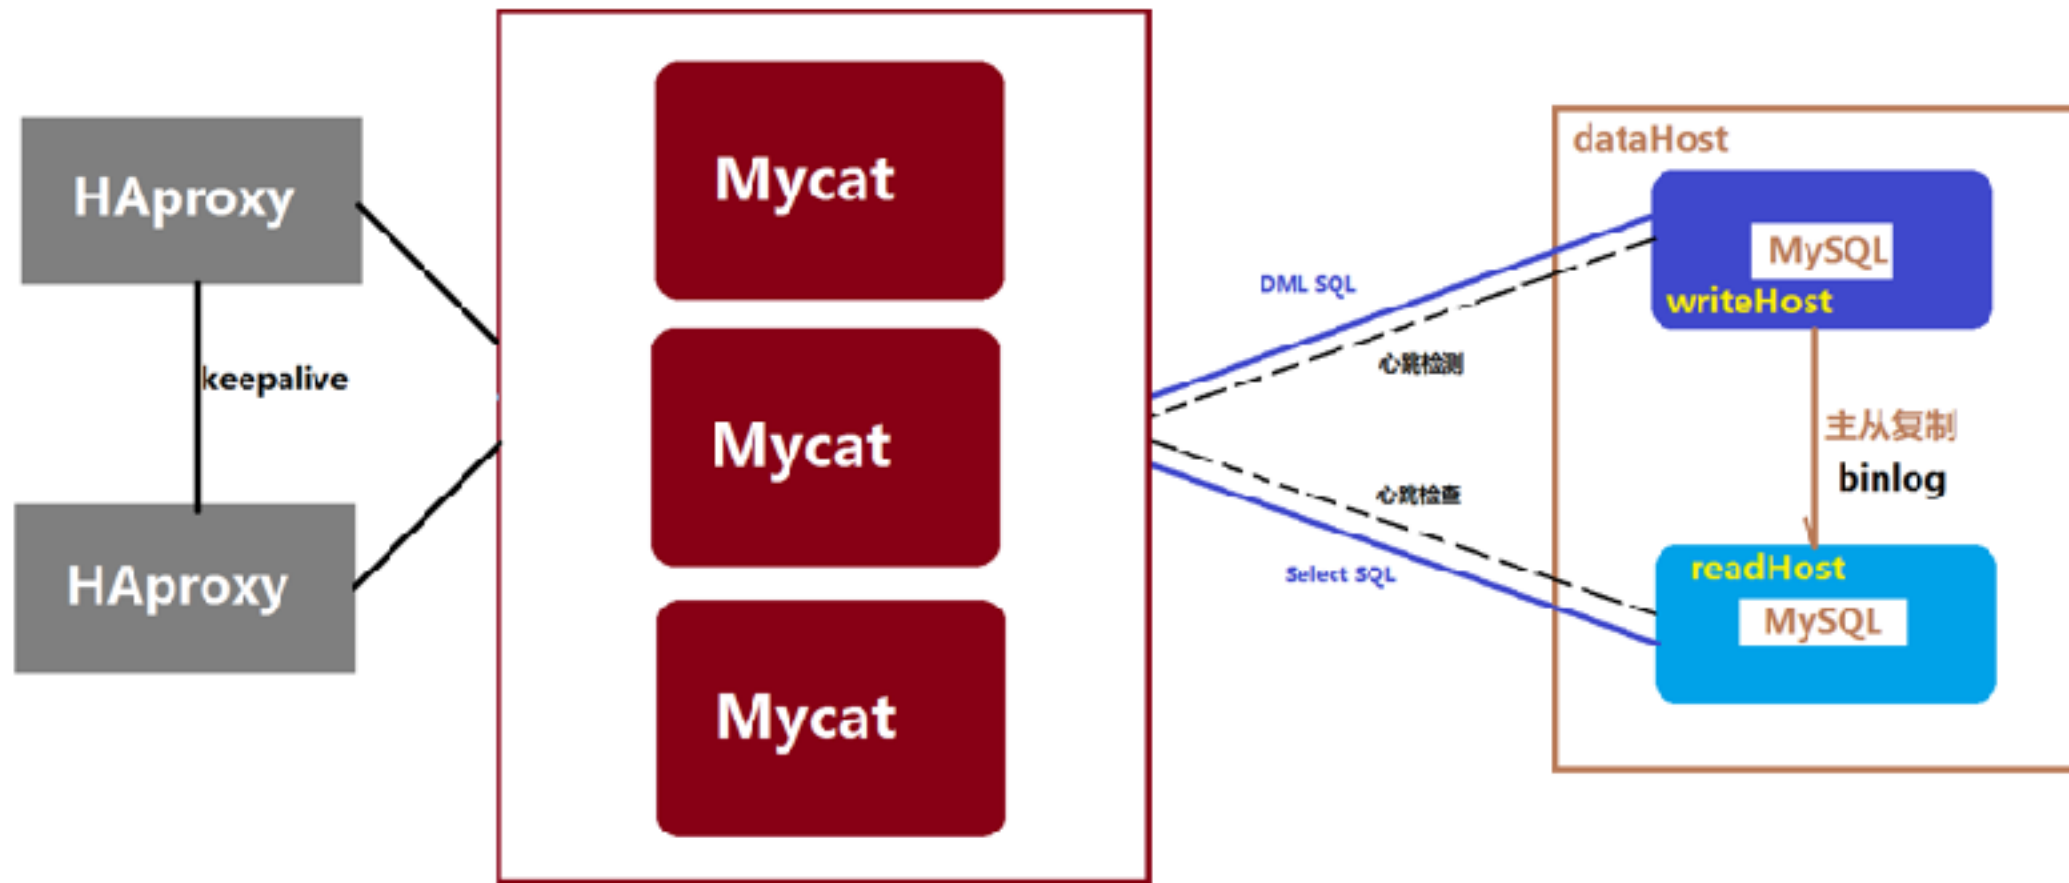 HAproxy
keepalive
HAproxy
Mycat
Mycat
Mycat
DML SQL
心跳检测
心跳检查
Select SQL
dataHost
MySQL
writeHost
主从复制
binlog
readHost
MySQL